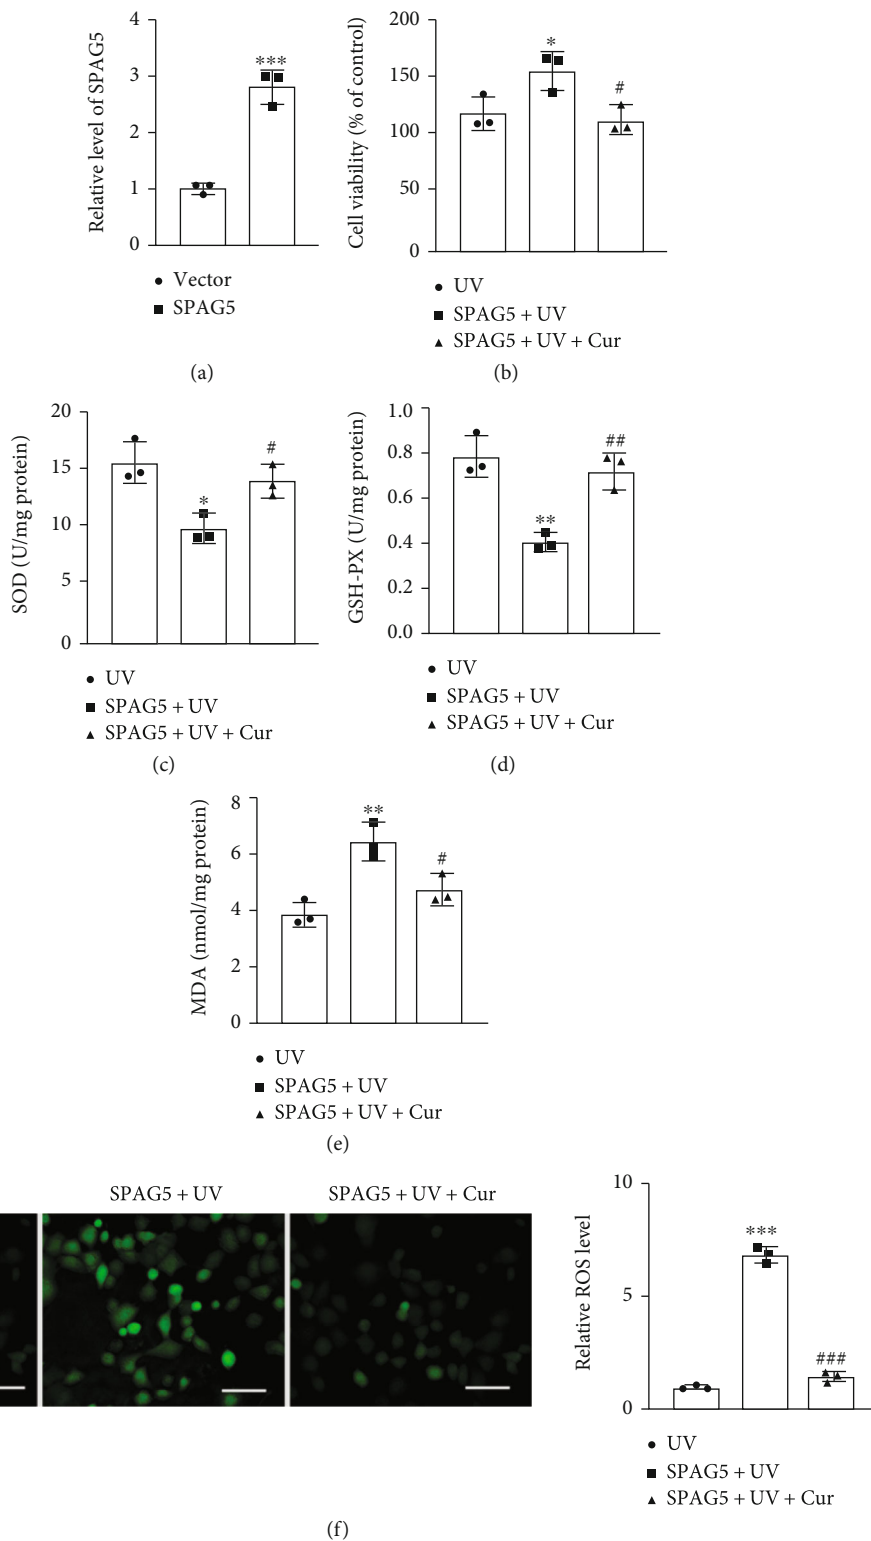 Relative level of SPAG5
4
3
2
1
0
***
Vector
SPAG5
(a)
Cell viability (% of control)
200
150
100
50
0
*
#
UV
SPAG5 + UV
SPAG5 + UV + Cur
(b)
SOD (U/mg protein)
20
15
10
5
0
*
#
UV
SPAG5 + UV
SPAG5 + UV + Cur
(c)
GSH-PX (U/mg protein)
1.0
0.8
0.6
0.4
0.2
0.0
**
##
UV
SPAG5 + UV
SPAG5 + UV + Cur
(d)
MDA (nmol/mg protein)
8
6
4
2
0
**
#
UV
SPAG5 + UV
SPAG5 + UV + Cur
(e)
SPAG5 + UV
SPAG5 + UV + Cur
Relative ROS level
10
5
0
***
###
UV
SPAG5 + UV
SPAG5 + UV + Cur
(f)